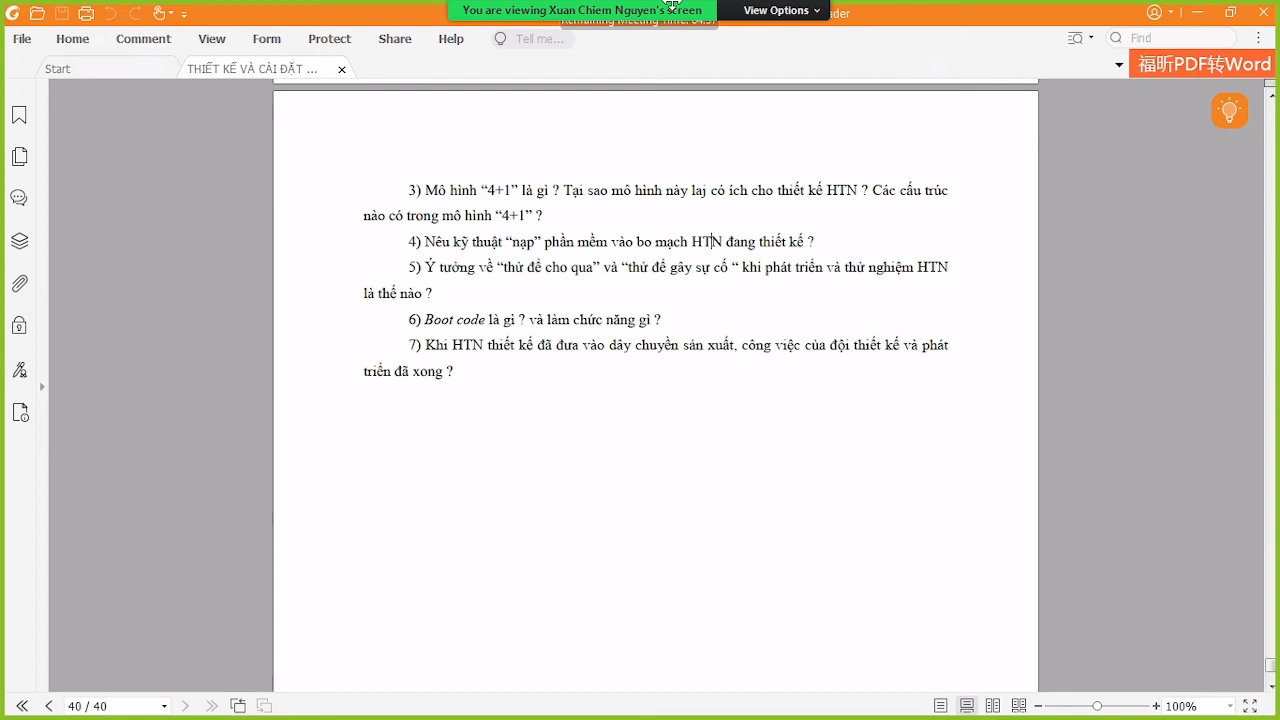 You are viewing Xuan Chiem Nguyen's screen
View Options
File Home Comment View Form Protect Share Help Tell me... Find
Start THIẾT KẾ VÀ CÀI ĐẶT ...
福昕PDF转Word
3) Mô hình “4+1” là gì ? Tại sao mô hình này laị có ích cho thiết kế HTN ? Các cấu trúc
nào có trong mô hình “4+1” ?
4) Nêu kỹ thuật “nạp” phần mềm vào bo mạch HTN đang thiết kế ?
5) Ý tưởng về “thử để cho qua” và “thử để gây sự cố “ khi phát triển và thử nghiệm HTN
là thế nào ?
6) Boot code là gì ? và làm chức năng gì ?
7) Khi HTN thiết kế đã đưa vào dây chuyền sản xuất, công việc của đội thiết kế và phát
triển đã xong ?
40 / 40
100%